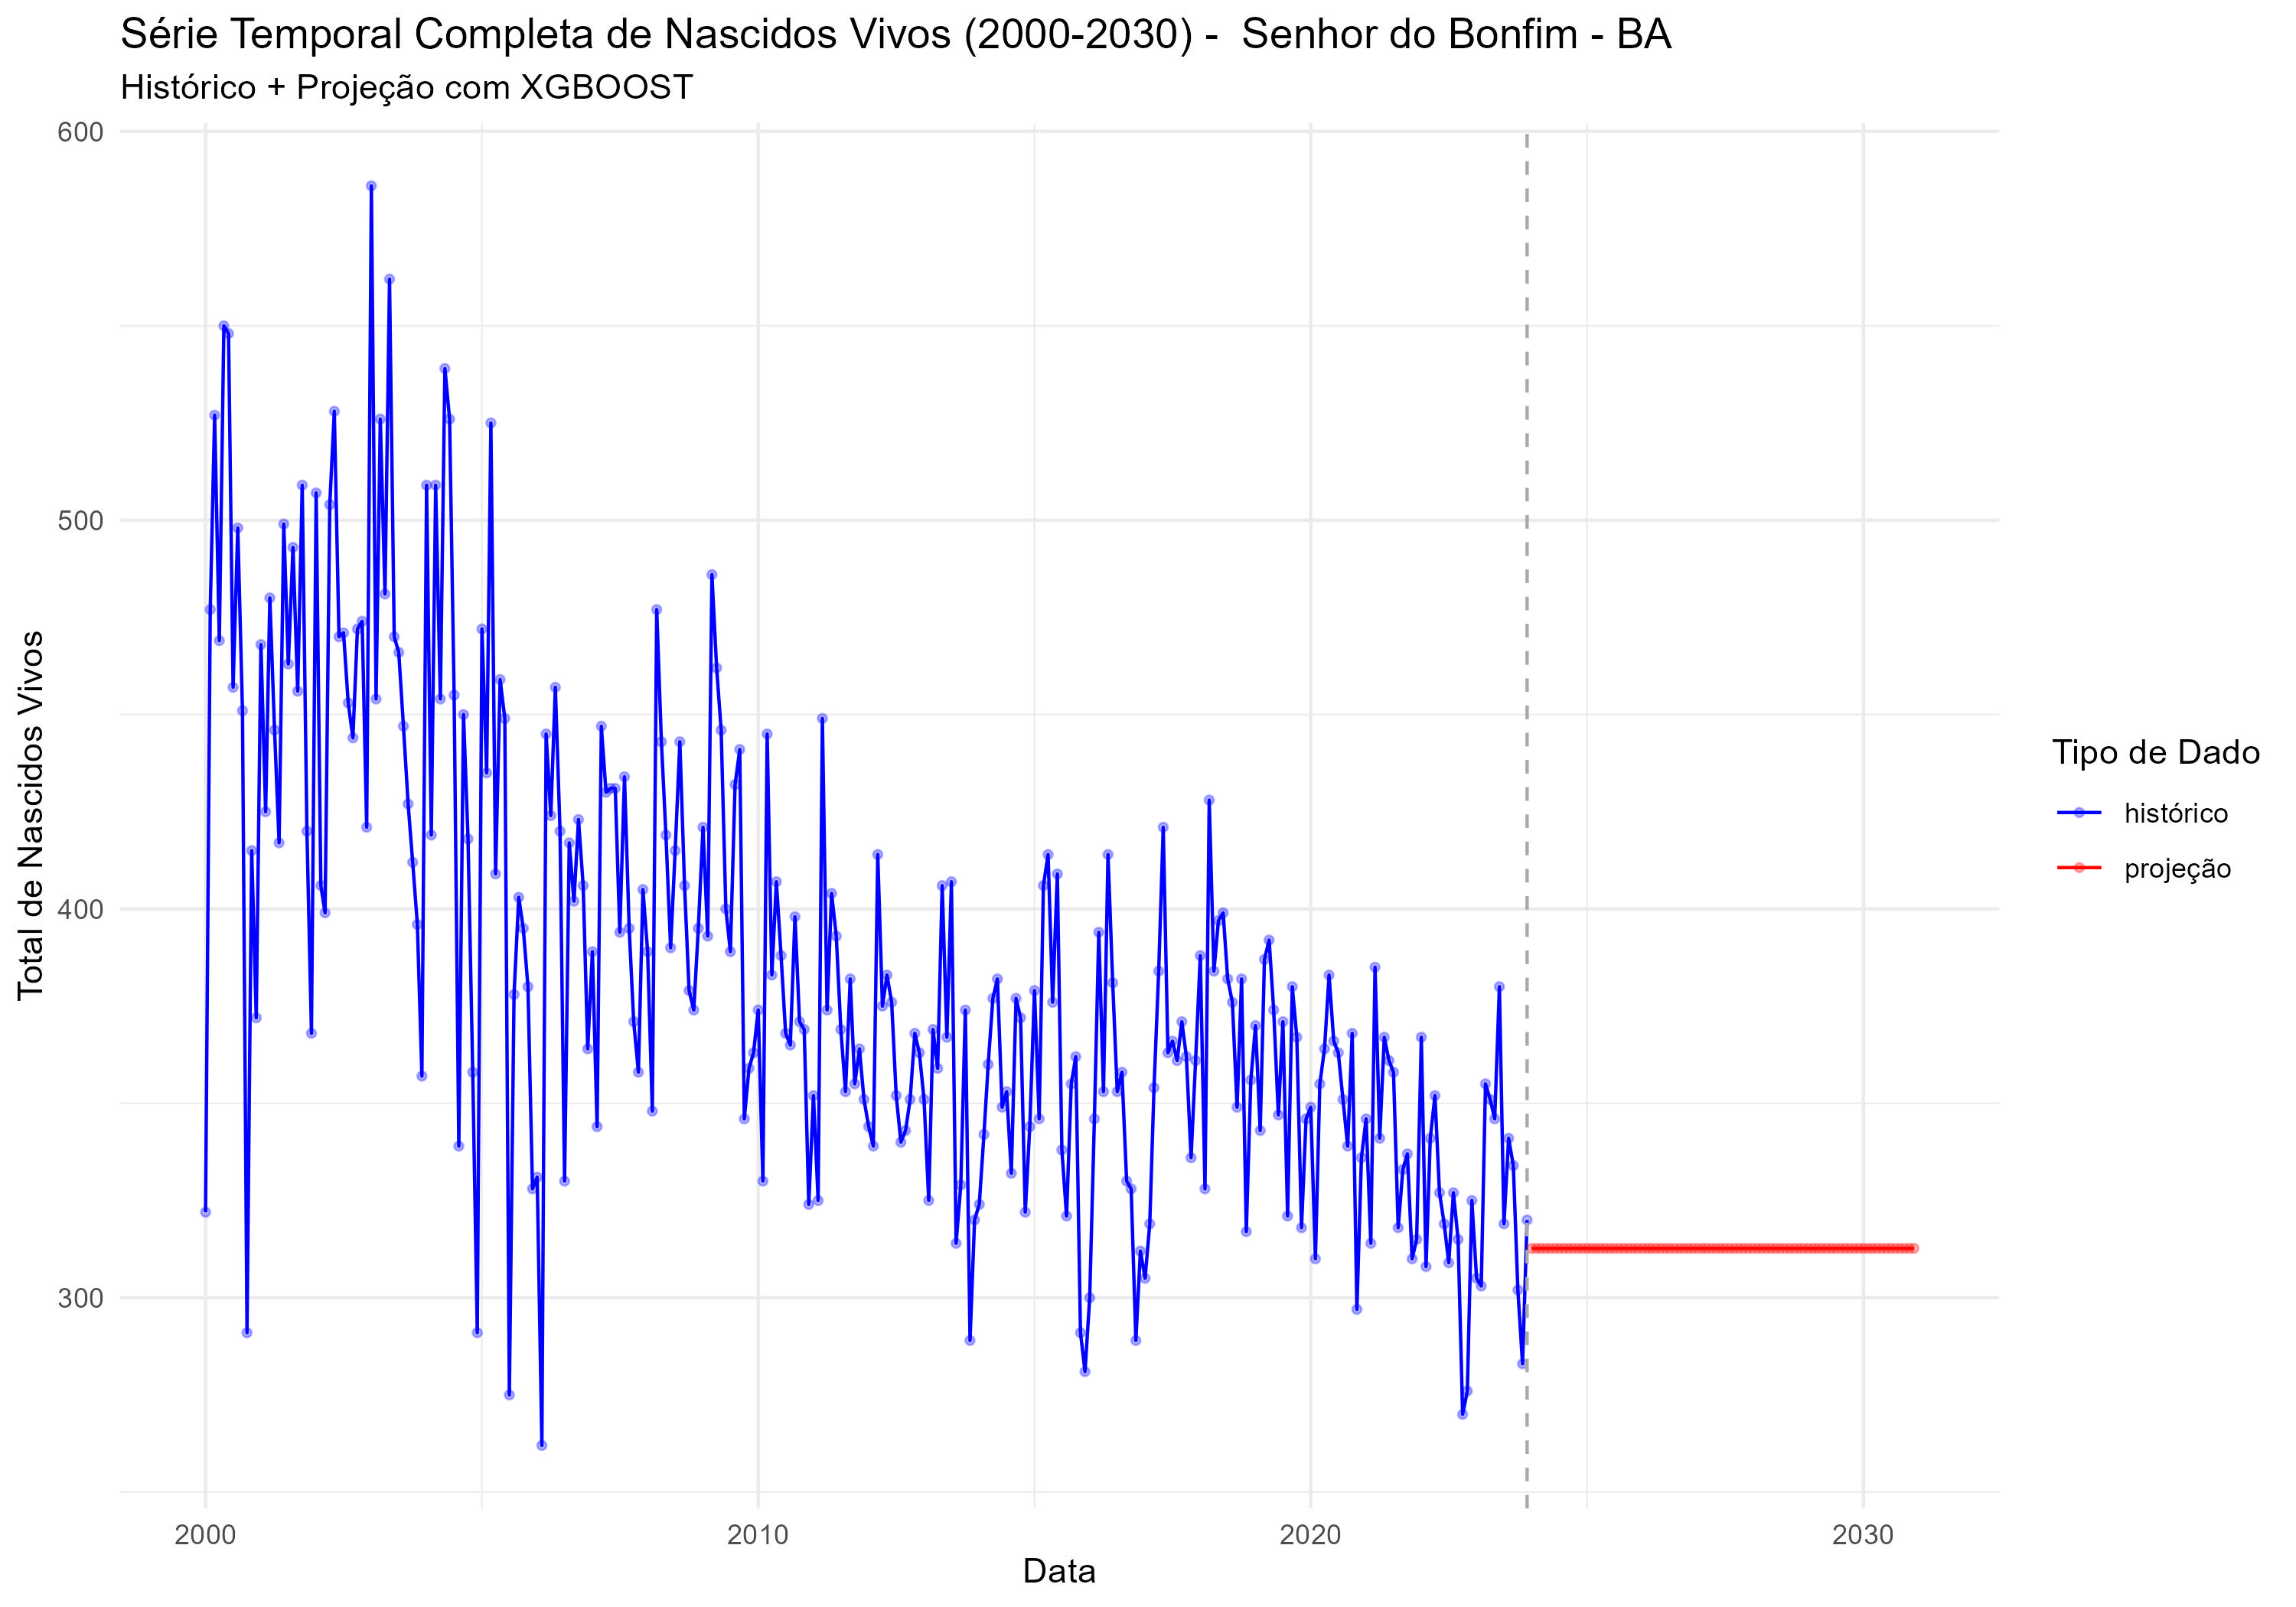 Série Temporal Completa de Nascidos Vivos (2000-2030) -  Senhor do Bonfim - BA
Histórico + Projeção com XGBOOST
600
500
400
300
Total de Nascidos Vivos
2000
2010
2020
2030
Data
Tipo de Dado
histórico
projeção